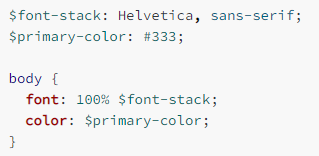 $font-stack: Helvetica, sans-serif;
$primary-color: #333;

body {
  font: 100% $font-stack;
  color: $primary-color;
}